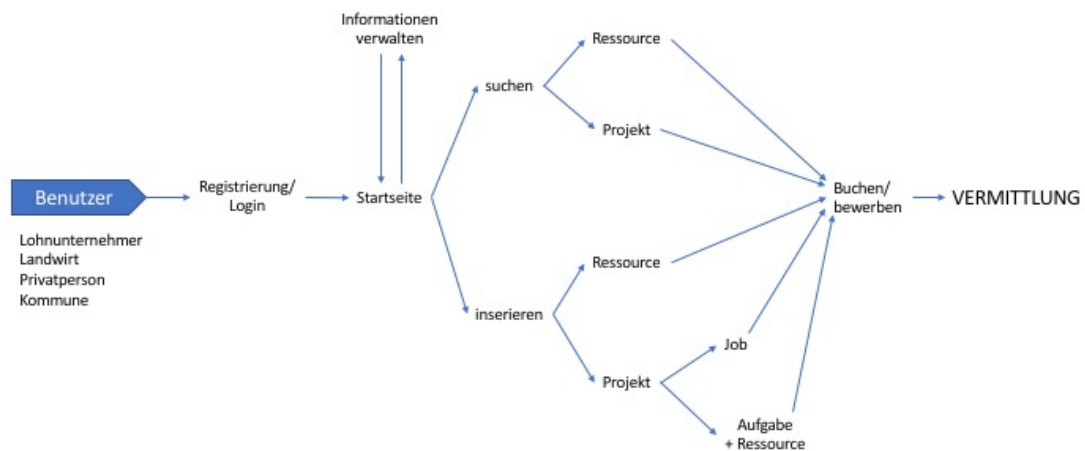 Informationen
verwalten
Ressource
suchen
Projekt
Benutzer
Registrierung/
Login
Startseite
Buchen/
bewerben
VERMITTLUNG
Lohnunternehmer
Landwirt
Privatperson
Kommune
Ressource
inserieren
Job
Projekt
Aufgabe
+ Ressource